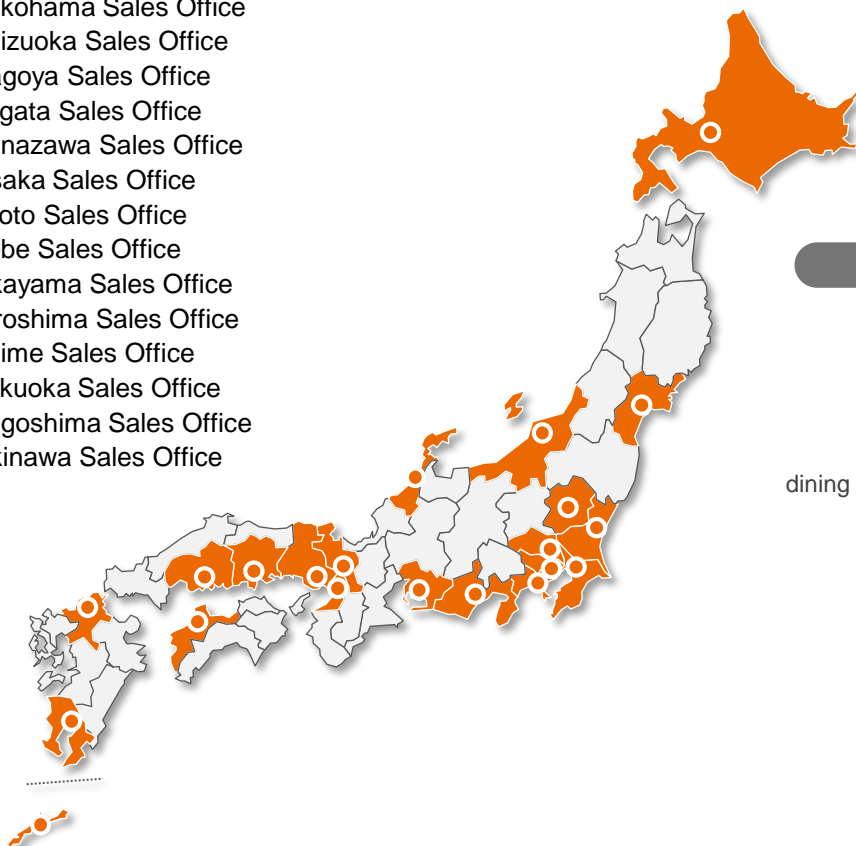 kohama Sales Office
izuoka Sales Office
agoya Sales Office
gata Sales Office
nazawa Sales Office
saka Sales Office
oto Sales Office
be Sales Office
kayama Sales Office
roshima Sales Office
ime Sales Office
kuoka Sales Office
goshima Sales Office
kinawa Sales Office
dining